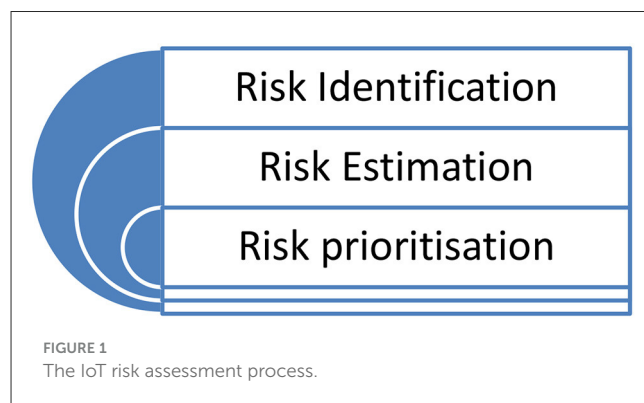 Risk Identification
Risk Estimation
Risk prioritisation
FIGURE 1
The IoT risk assessment process.